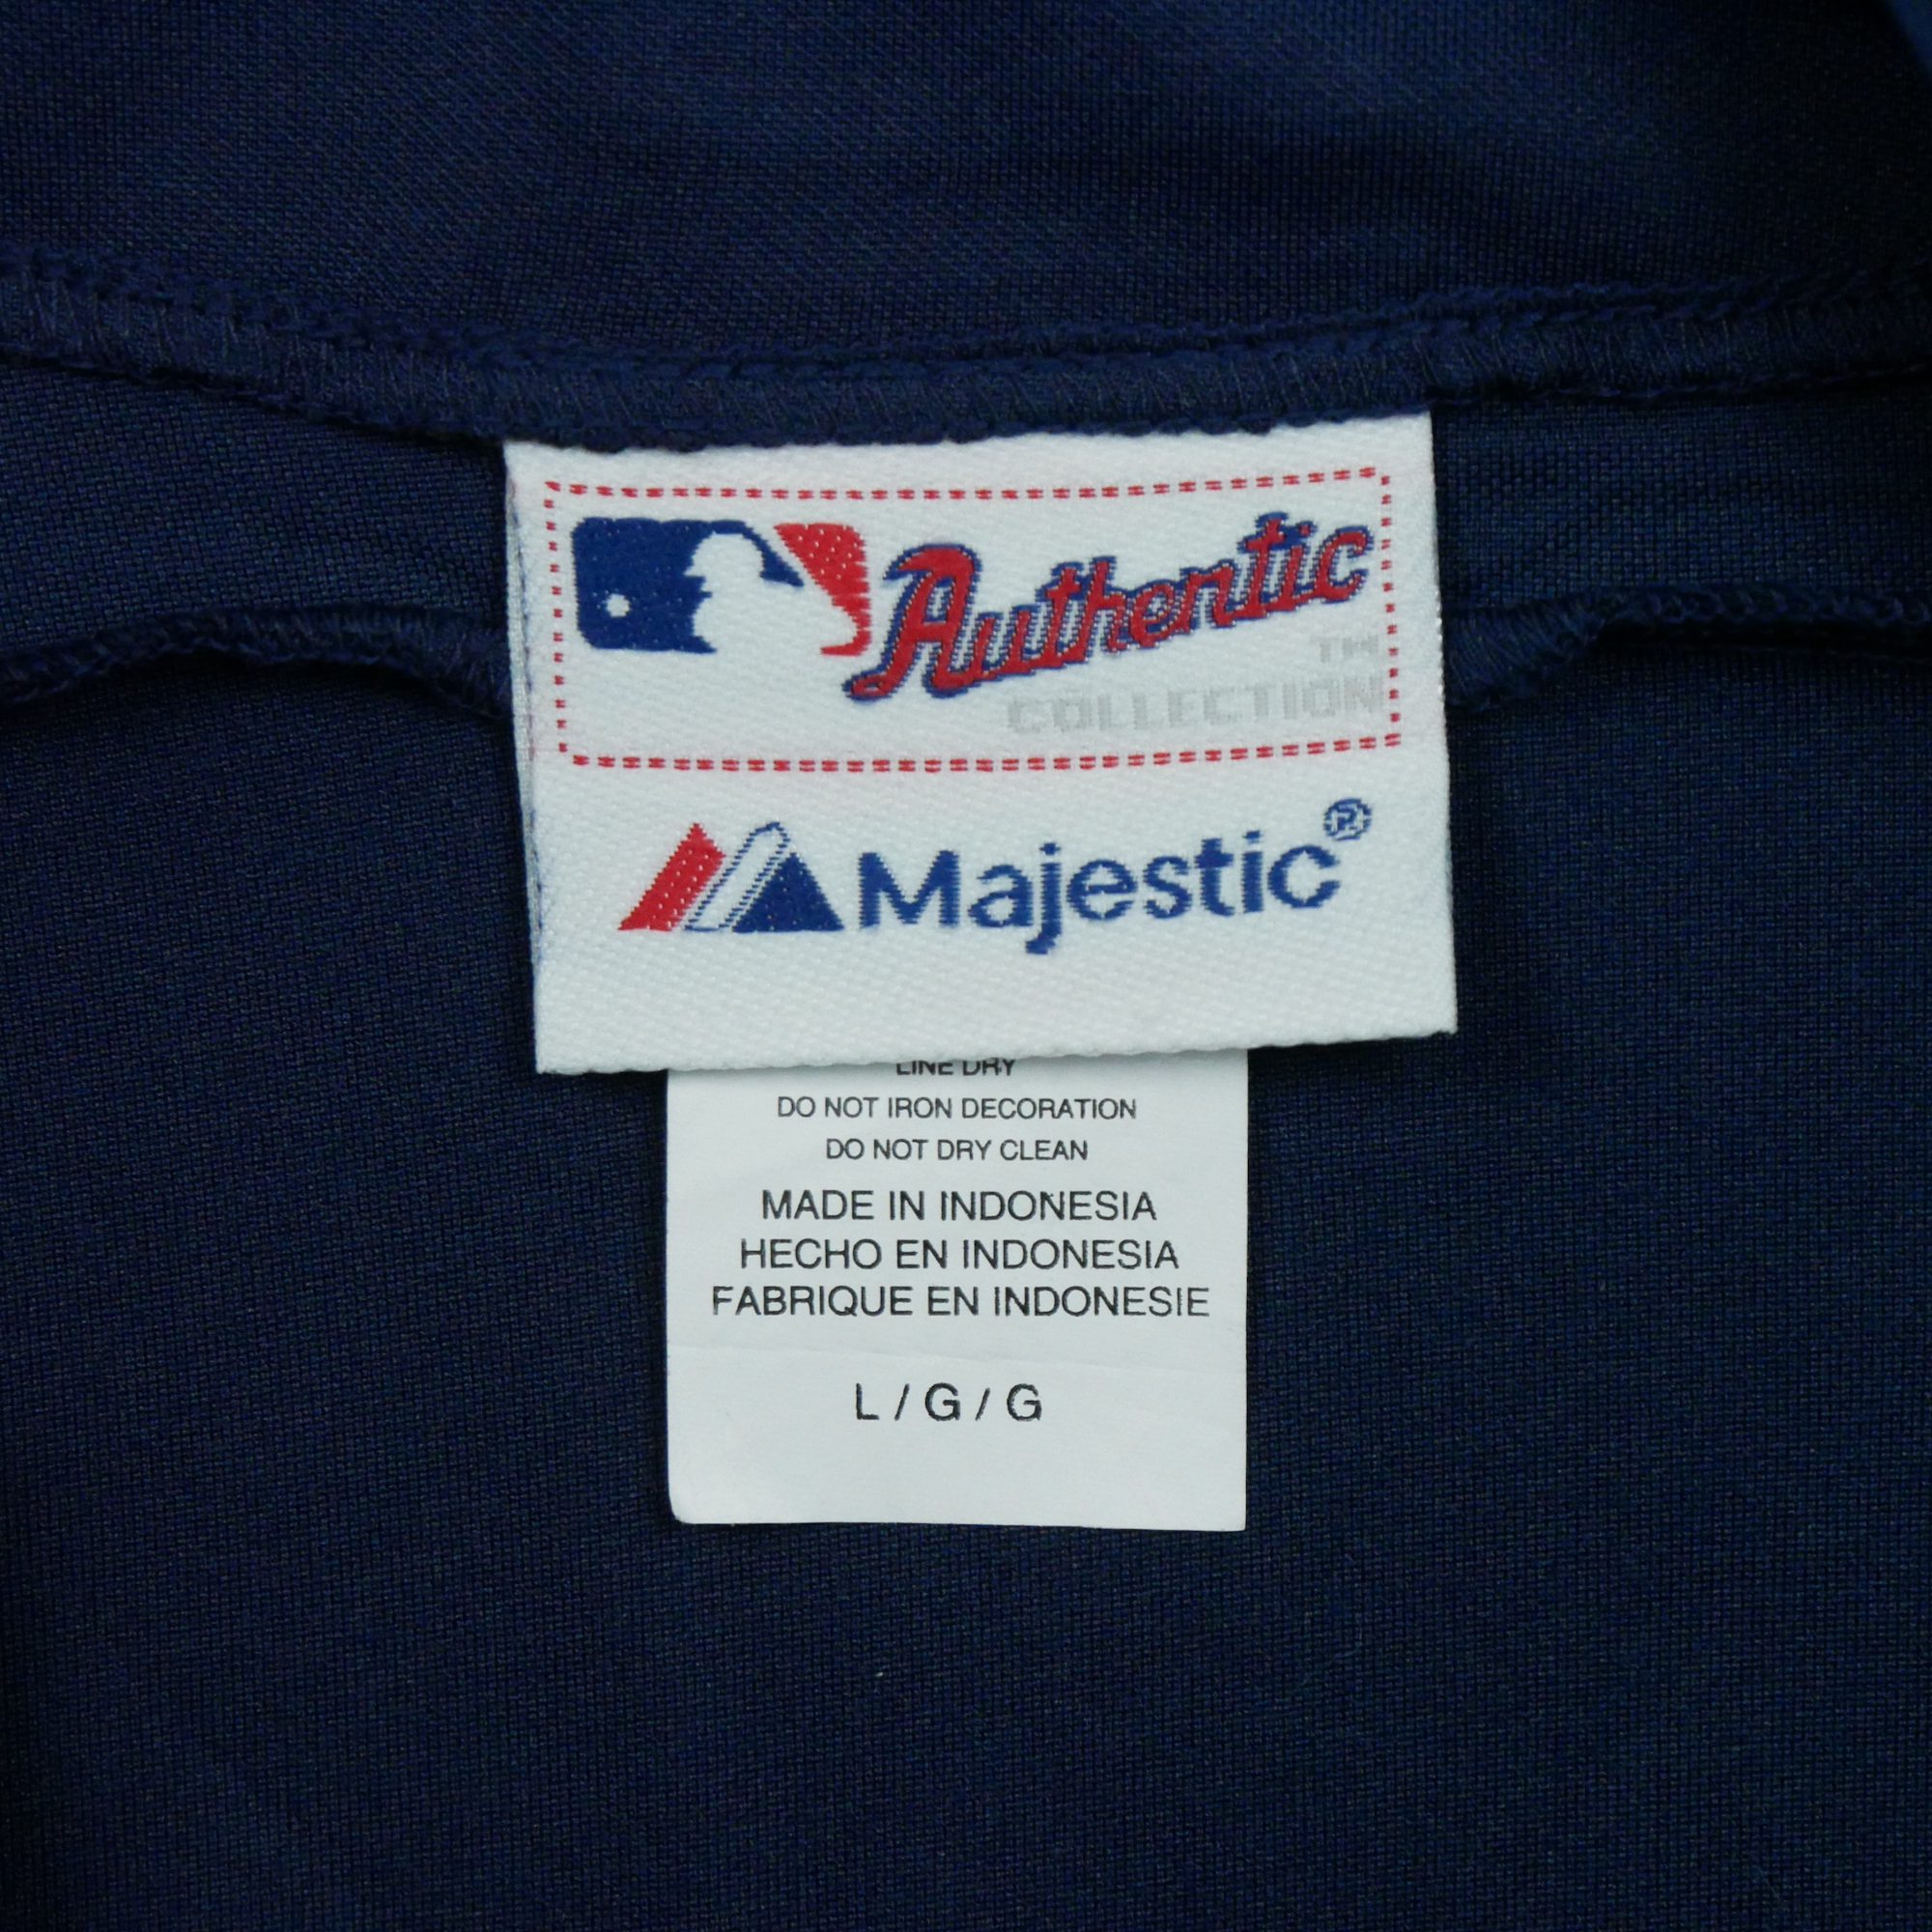 Authentic
TM
COLLECTION
Majestic®
LINE DRY
DO NOT IRON DECORATION
DO NOT DRY CLEAN
MADE IN INDONESIA
HECHO EN INDONESIA
FABRIQUE EN INDONESIE
L / G / G